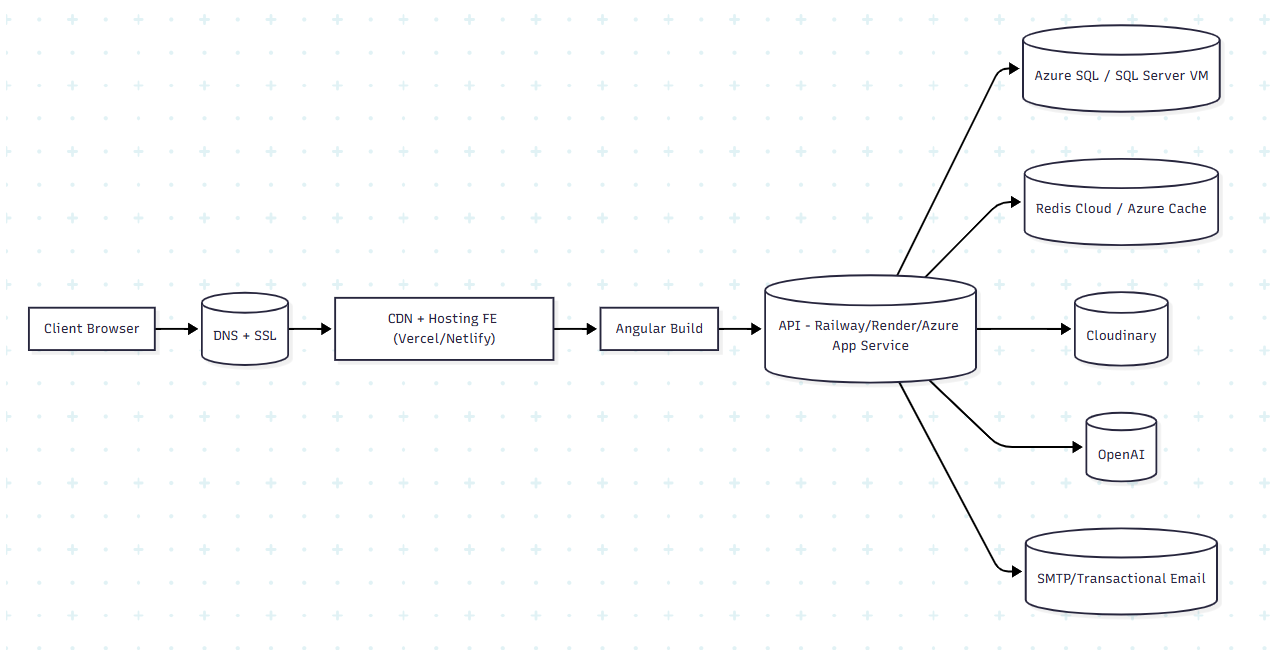 Client Browser
DNS + SSL
CDN + Hosting FE
(Vercel/Netlify)
Angular Build
API - Railway/Render/Azure
App Service
Azure SQL / SQL Server VM
Redis Cloud / Azure Cache
Cloudinary
OpenAI
SMTP/Transactional Email